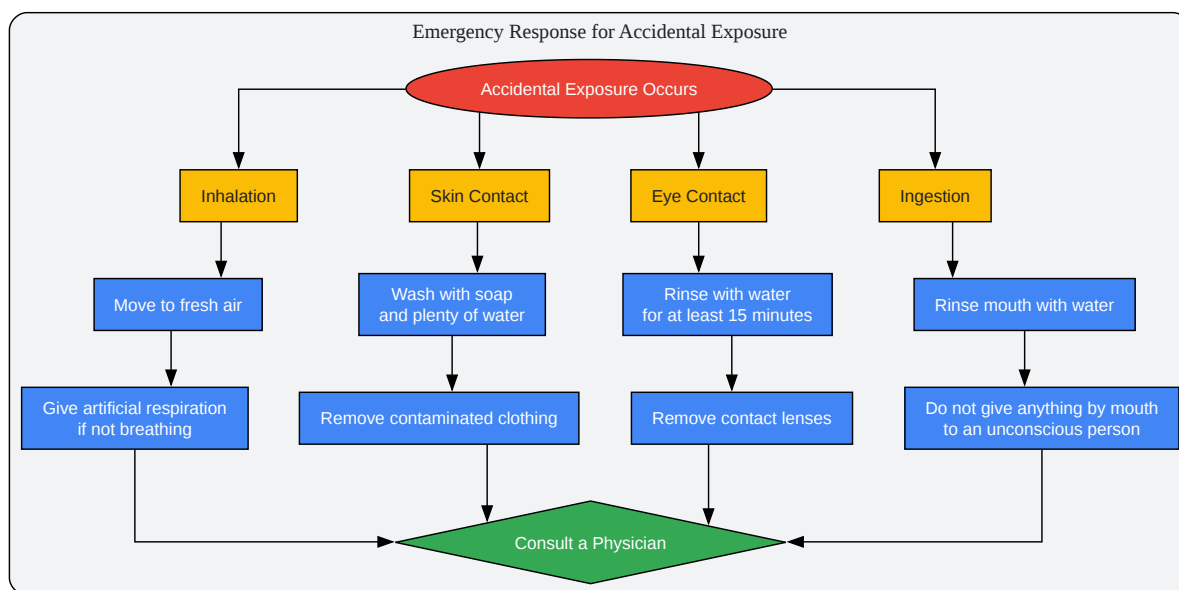 Emergency Response for Accidental Exposure
Accidental Exposure Occurs
Inhalation
Skin Contact
Eye Contact
Ingestion
Move to fresh air
Wash with soap
and plenty of water
Rinse with water
for at least 15 minutes
Rinse mouth with water
Give artificial respiration
if not breathing
Remove contaminated clothing
Remove contact lenses
Do not give anything by mouth
to an unconscious person
Consult a Physician